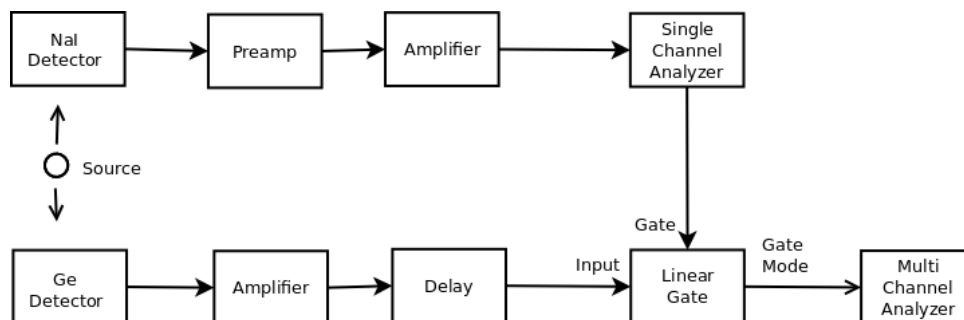 NaI
Detector
Preamp
Amplifier
Single
Channel
Analyzer
Source
Gate
Ge
Detector
Amplifier
Delay
Input
Linear
Gate
Gate
Mode
Multi
Channel
Analyzer